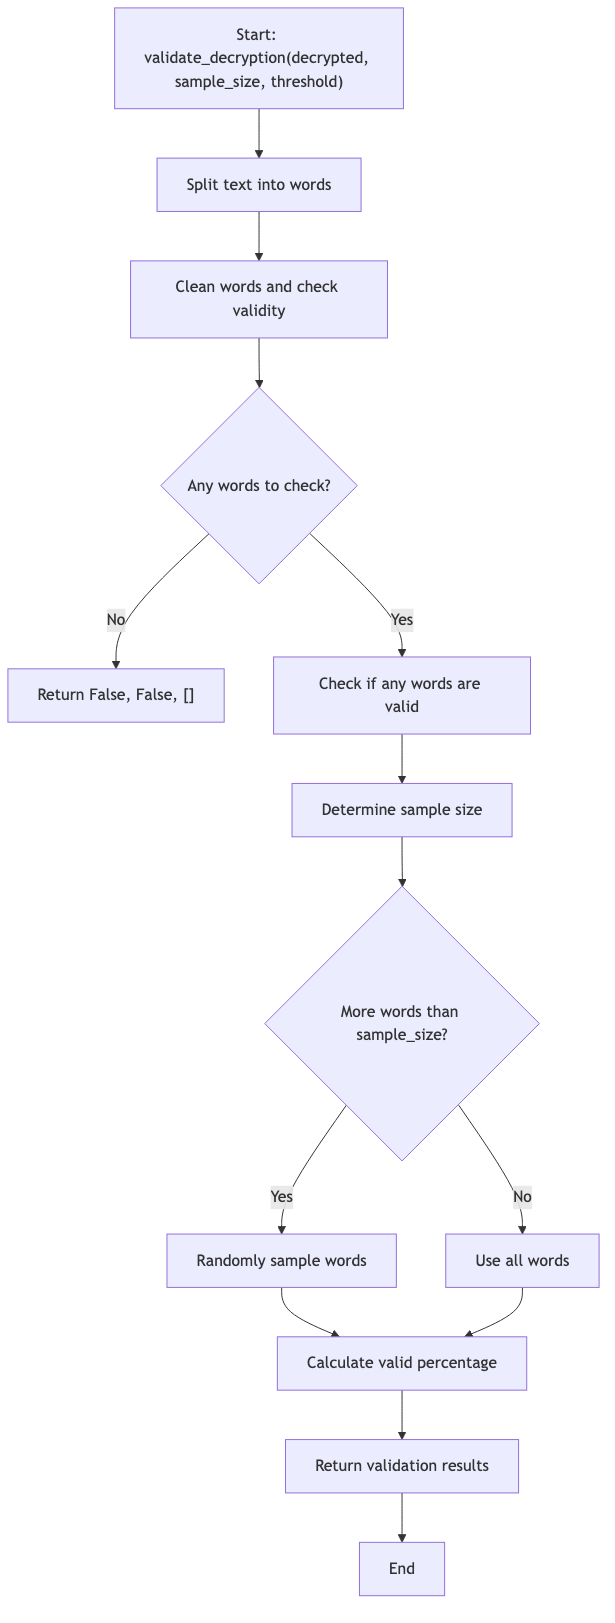 Start:
validate_decryption(decrypted,
sample_size, threshold)
Split text into words
Clean words and check
validity
Any words to check?
No
Yes
Return False, False, []
Check if any words are
valid
Determine sample size
More words than
sample_size?
Yes
No
Randomly sample words
Use all words
Calculate valid percentage
Return validation results
End